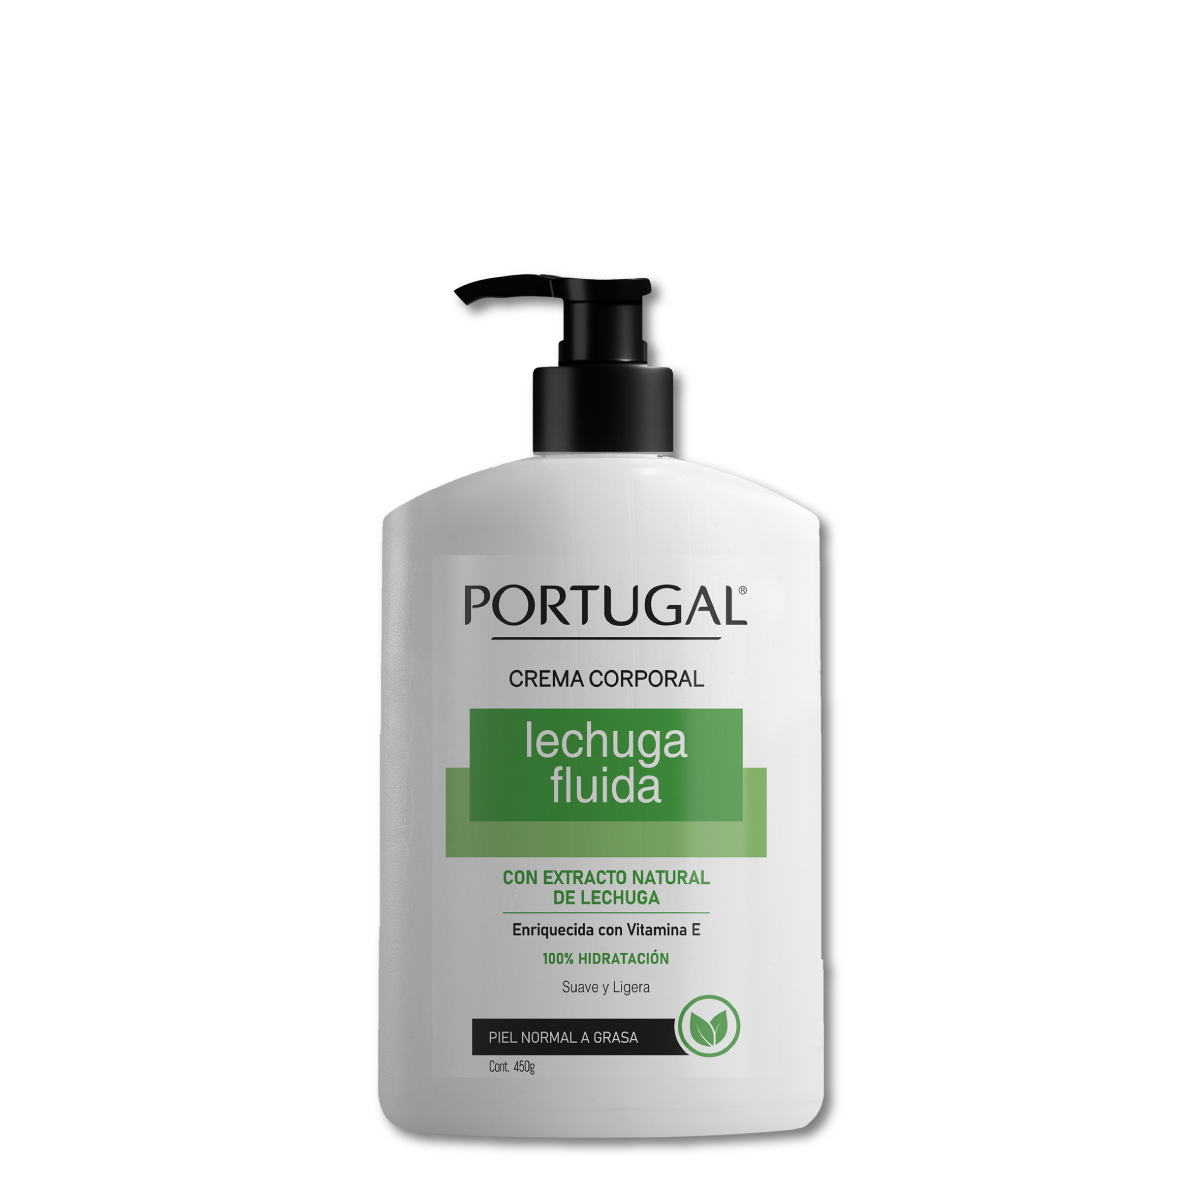 PORTUGAL®
CREMA CORPORAL
lechuga
fluida
CON EXTRACTO NATURAL
DE LECHUGA
Enriquecida con Vitamina E
100% HIDRATACIÓN
Suave y Ligera
PIEL NORMAL A GRASA
Cont. 450g